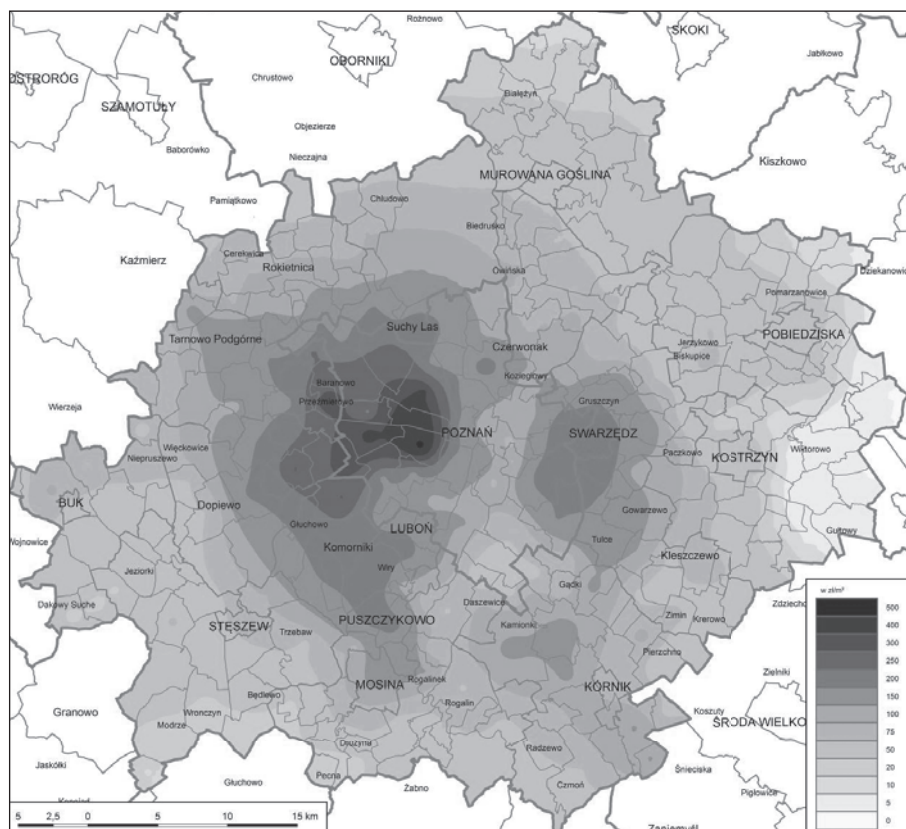 Rożnowo
SKOKI
OBORNIKI
Jabłkowo
OSTRORÓG
Chrustowo
SZAMOTUŁY
Białężyn
Objezierze
Baborówko
Nieczajna
Kiszkowo
MUROWANA GOŚLINA
Pamiątkowo
Chludowo
Biedrusko
Cerekwica
Kaźmierz
Rokietnica
Owińska
Dziekanowic
Pomarzanowice
Suchy Las
Tarnowo Podgórne
POBIEDZISKA
Czerwonak
Jerzykowo
Biskupice
Koziegłowy
Baranowo
Przeźmierowo
Gruszczyn
Wierzeja
POZNAŃ
SWARZĘDZ
Więckowice
Paczkowo
KOSTRZYN
Wiktorowo
Niepruszewo
BUK
Dopiewo
Gowarzewo
Głuchowo
LUBOŃ
Gułtowy
Wojnowice
Komorniki
Tulce
Kleszczewo
Jeziorki
Wiry
Gądki
Dakowy Suche
Daszewice
Zdziecho
STĘSZEW
Trzebaw
PUSZCZYKOWO
Kamionki
Zimin
Krerowo
Pierzchno
Zielniki
Rogalinek
MOSINA
KÓRNIK
Będlewo
Rogalin
Granowo
Wronczyn
Modrze
Koszuty
ŚRODA WIELKO
Drużyna
Radzewo
Jaskółki
Pecna
Śnieciska
Głuchowo
Żabno
Czmoń
Pigłowice
Zaniemyśl
w zł/m²
500
400
300
250
200
150
100
75
50
20
10
5
0
5 2,5 0 5 10 15 km